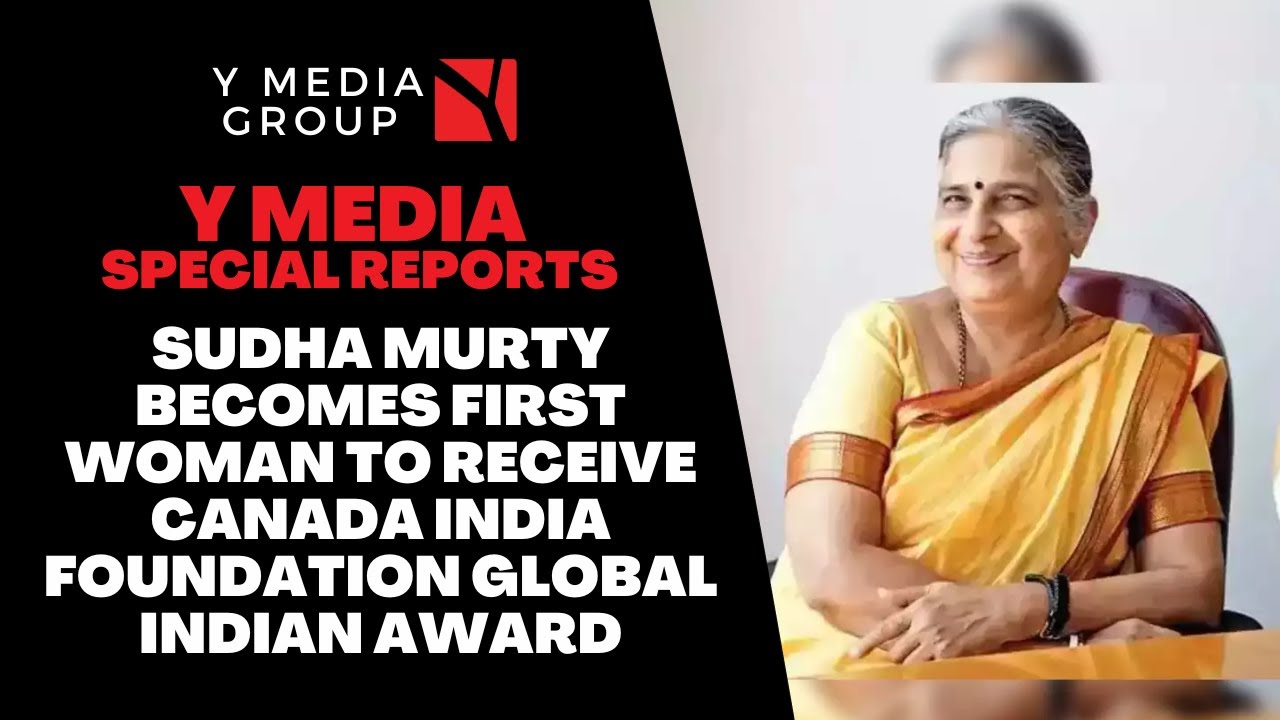 Y MEDIA
GROUP
Y MEDIA
SPECIAL REPORTS
SUDHA MURTY
BECOMES FIRST
WOMAN TO RECEIVE
CANADA INDIA
FOUNDATION GLOBAL
INDIAN AWARD